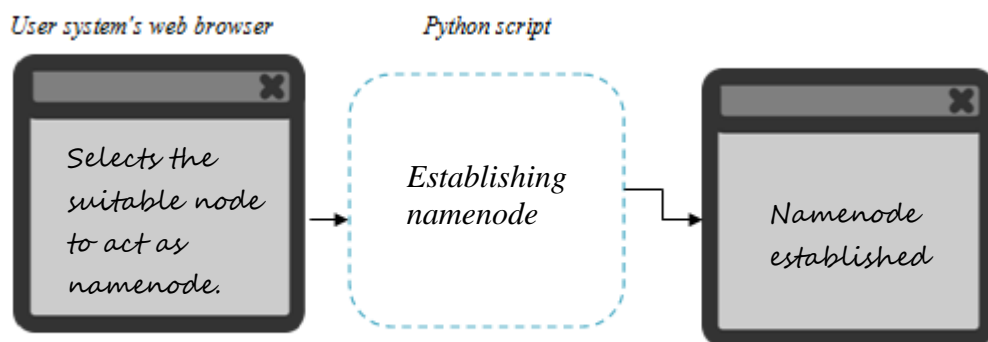 User system's web browser
Python script
Selects the
suitable node
to act as
namenode.
Establishing
namenode
Namenode
established